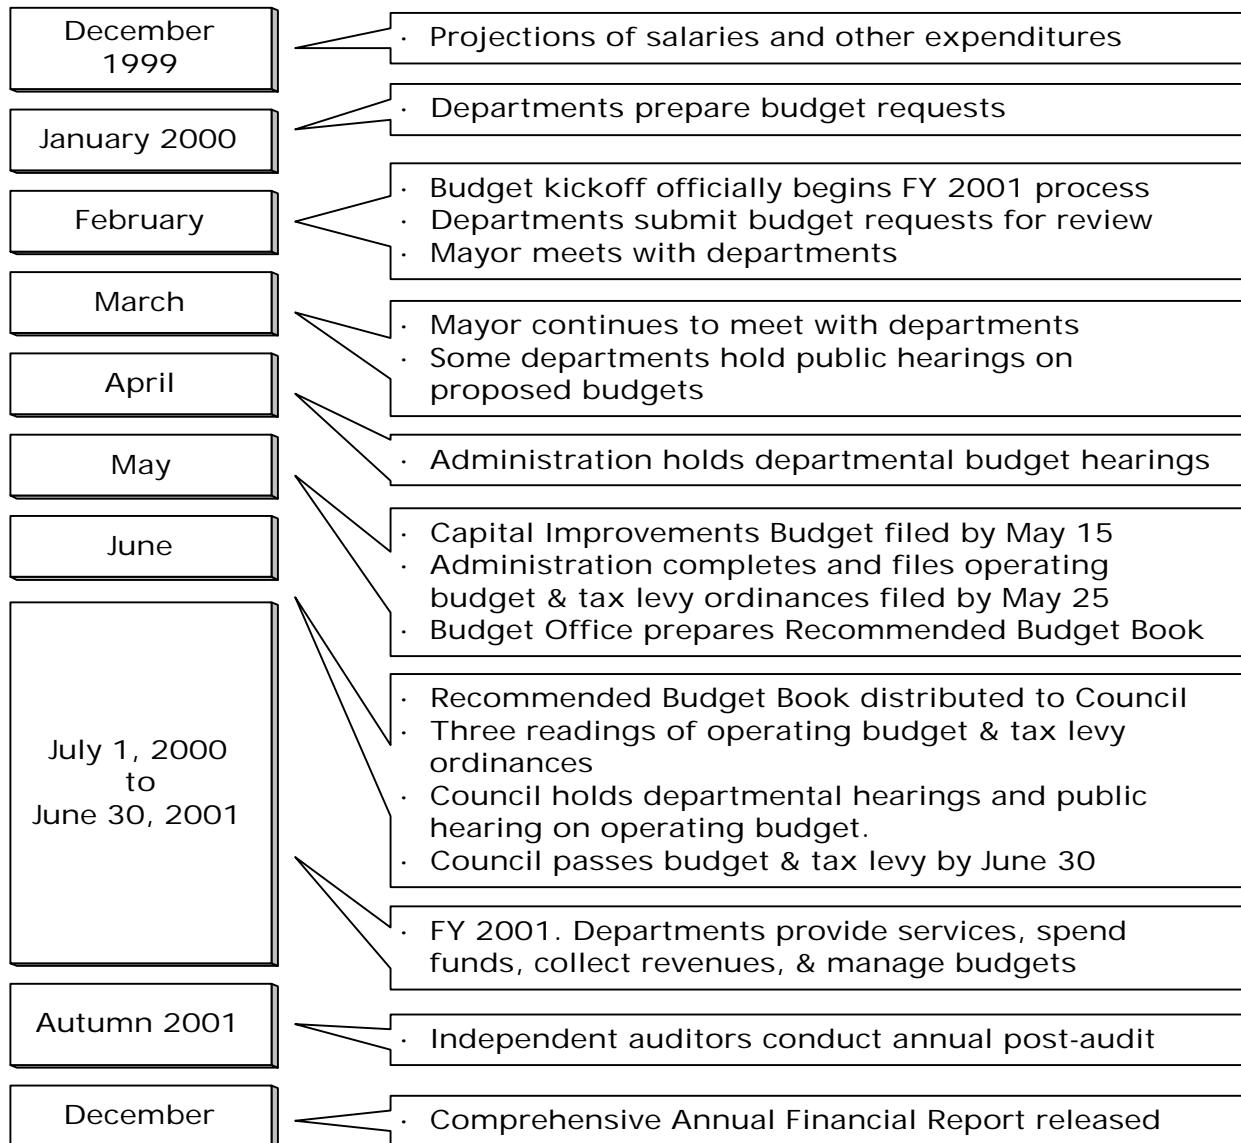 December
1999
· Projections of salaries and other expenditures
January 2000
· Departments prepare budget requests
February
· Budget kickoff officially begins FY 2001 process
· Departments submit budget requests for review
· Mayor meets with departments
March
· Mayor continues to meet with departments
· Some departments hold public hearings on
proposed budgets
April
· Administration holds departmental budget hearings
May
· Capital Improvements Budget filed by May 15
· Administration completes and files operating
budget & tax levy ordinances filed by May 25
· Budget Office prepares Recommended Budget Book
June
· Recommended Budget Book distributed to Council
· Three readings of operating budget & tax levy
ordinances
· Council holds departmental hearings and public
hearing on operating budget.
· Council passes budget & tax levy by June 30
July 1, 2000
to
June 30, 2001
· FY 2001. Departments provide services, spend
funds, collect revenues, & manage budgets
Autumn 2001
· Independent auditors conduct annual post-audit
December
· Comprehensive Annual Financial Report released